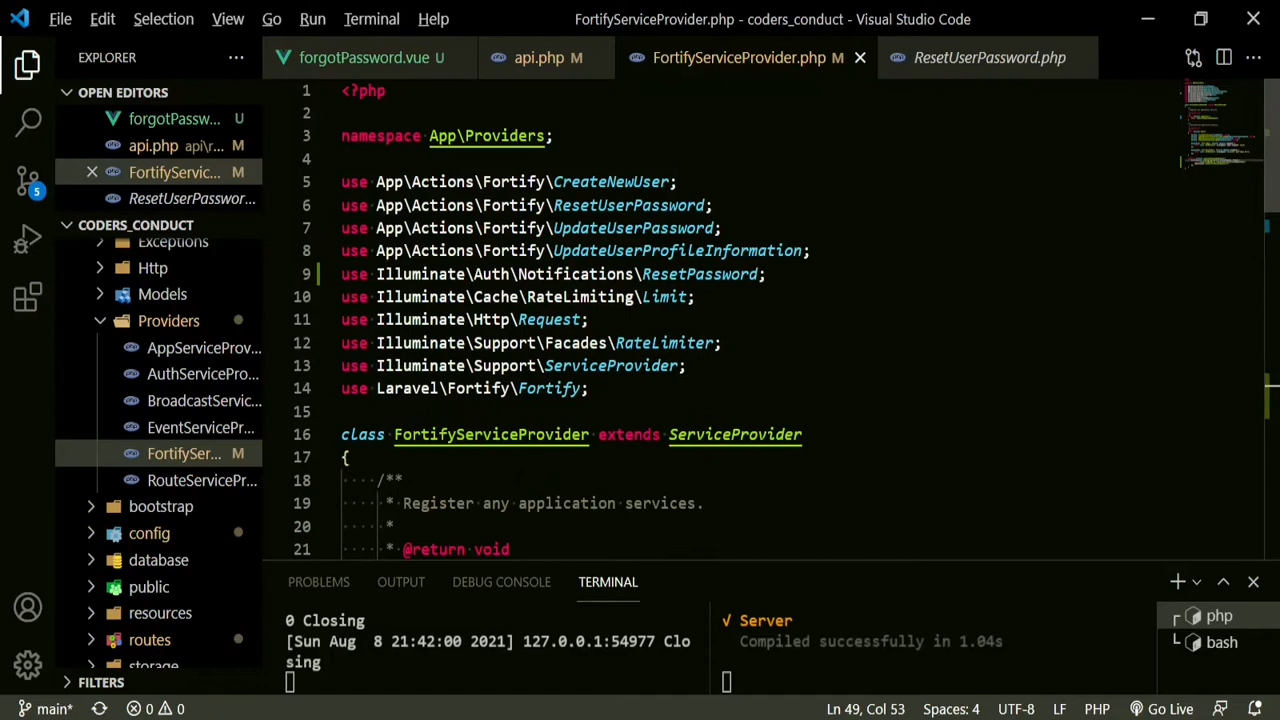 File Edit Selection View Go Run Terminal Help FortifyServiceProvider.php - coders_conduct - Visual Studio Code
EXPLORER
forgotPassword.vue U api.php M FortifyServiceProvider.php M ResetUserPassword.php
OPEN EDITORS
forgotPassw... U
api.php api\r... M
FortifyServic... M
ResetUserPasswor...
CODERS_CONDUCT
Exceptions
Http
Models
Providers
AppServiceProv...
AuthServicePro...
BroadcastServic...
EventServicePr...
FortifySer... M
RouteServicePr...
bootstrap
config
database
public
resources
routes
storage
FILTERS
5
1 <?php
2
3 namespace App\Providers;
4
5 use App\Actions\Fortify\CreateNewUser;
6 use App\Actions\Fortify\ResetUserPassword;
7 use App\Actions\Fortify\UpdateUserPassword;
8 use App\Actions\Fortify\UpdateUserProfileInformation;
9 use Illuminate\Auth\Notifications\ResetPassword;
10 use Illuminate\Cache\RateLimiting\Limit;
11 use Illuminate\Http\Request;
12 use Illuminate\Support\Facades\RateLimiter;
13 use Illuminate\Support\ServiceProvider;
14 use Laravel\Fortify\Fortify;
15
16 class FortifyServiceProvider extends ServiceProvider
17 {
18 /**
19 * Register any application services.
20 *
21 * @return void
PROBLEMS OUTPUT DEBUG CONSOLE TERMINAL
0 Closing
[Sun Aug 8 21:42:00 2021] 127.0.0.1:54977 Clo
sing
√ Server
Compiled successfully in 1.04s
php
bash
main* 0 0 Ln 49, Col 53 Spaces: 4 UTF-8 LF PHP Go Live